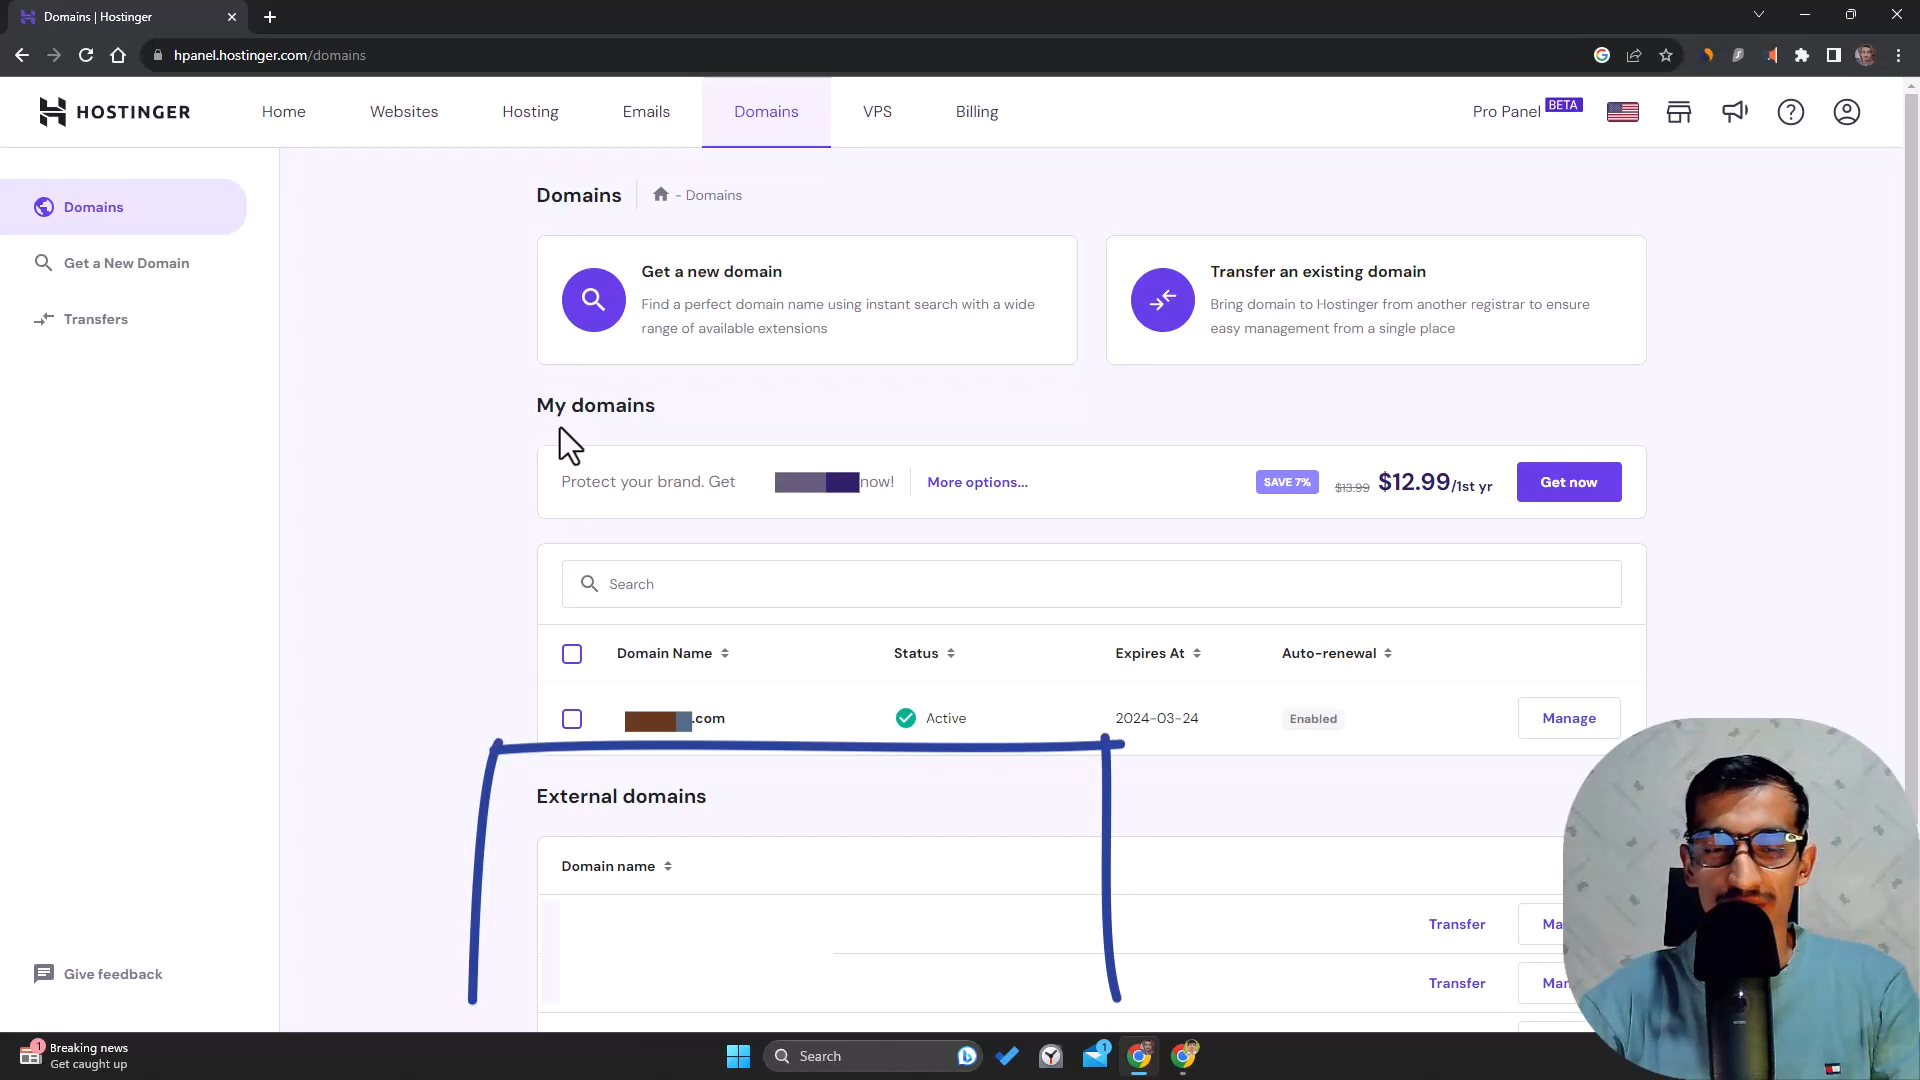 Domains | Hostinger
hpanel.hostinger.com/domains
HOSTINGER
Home
Websites
Hosting
Emails
Domains
VPS
Billing
Pro Panel BETA
Domains
Get a New Domain
Transfers
Domains
- Domains
Get a new domain
Find a perfect domain name using instant search with a wide
range of available extensions
Transfer an existing domain
Bring domain to Hostinger from another registrar to ensure
easy management from a single place
My domains
Protect your brand. Get now!
More options...
SAVE 7%
$13.99
$12.99/1st yr
Get now
Search
Domain Name
Status
Expires At
Auto-renewal
.com
Active
2024-03-24
Enabled
Manage
External domains
Domain name
Transfer
Transfer
Give feedback
1
Breaking news
Get caught up
Search
1